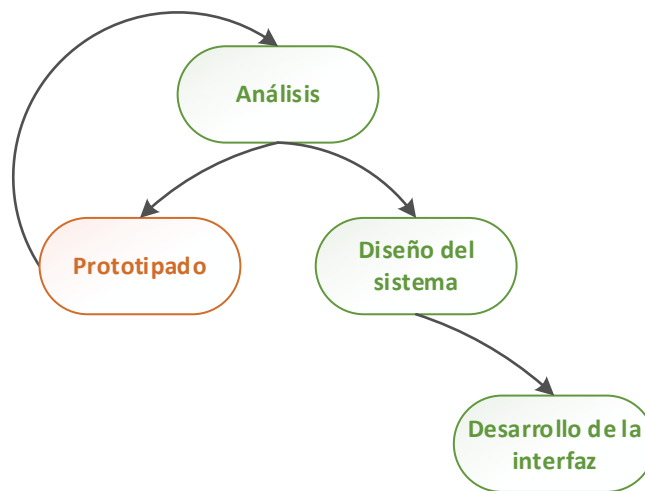 Análisis
Prototipado
Diseño del
sistema
Desarrollo de la
interfaz